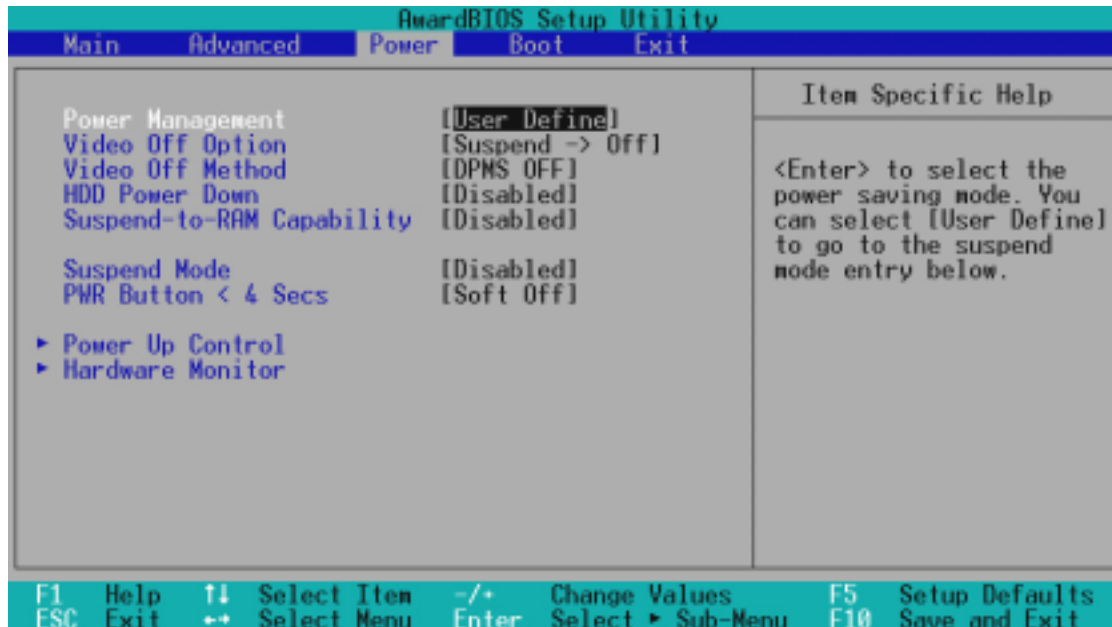 AwardBIOS Setup Utility
Main Advanced Power Boot Exit
Item Specific Help
Power Management [User Define]
Video Off Option [Suspend -> Off]
Video Off Method [DPMS OFF]
HDD Power Down [Disabled]
Suspend-to-RAM Capability [Disabled]
Suspend Mode [Disabled]
PWR Button < 4 Secs [Soft Off]
▸ Power Up Control
▸ Hardware Monitor
<Enter> to select the
power saving mode. You
can select [User Define]
to go to the suspend
mode entry below.
F1 Help ↑↓ Select Item -/+ Change Values F5 Setup Defaults
ESC Exit ←→ Select Menu Enter Select ▸ Sub-Menu F10 Save and Exit